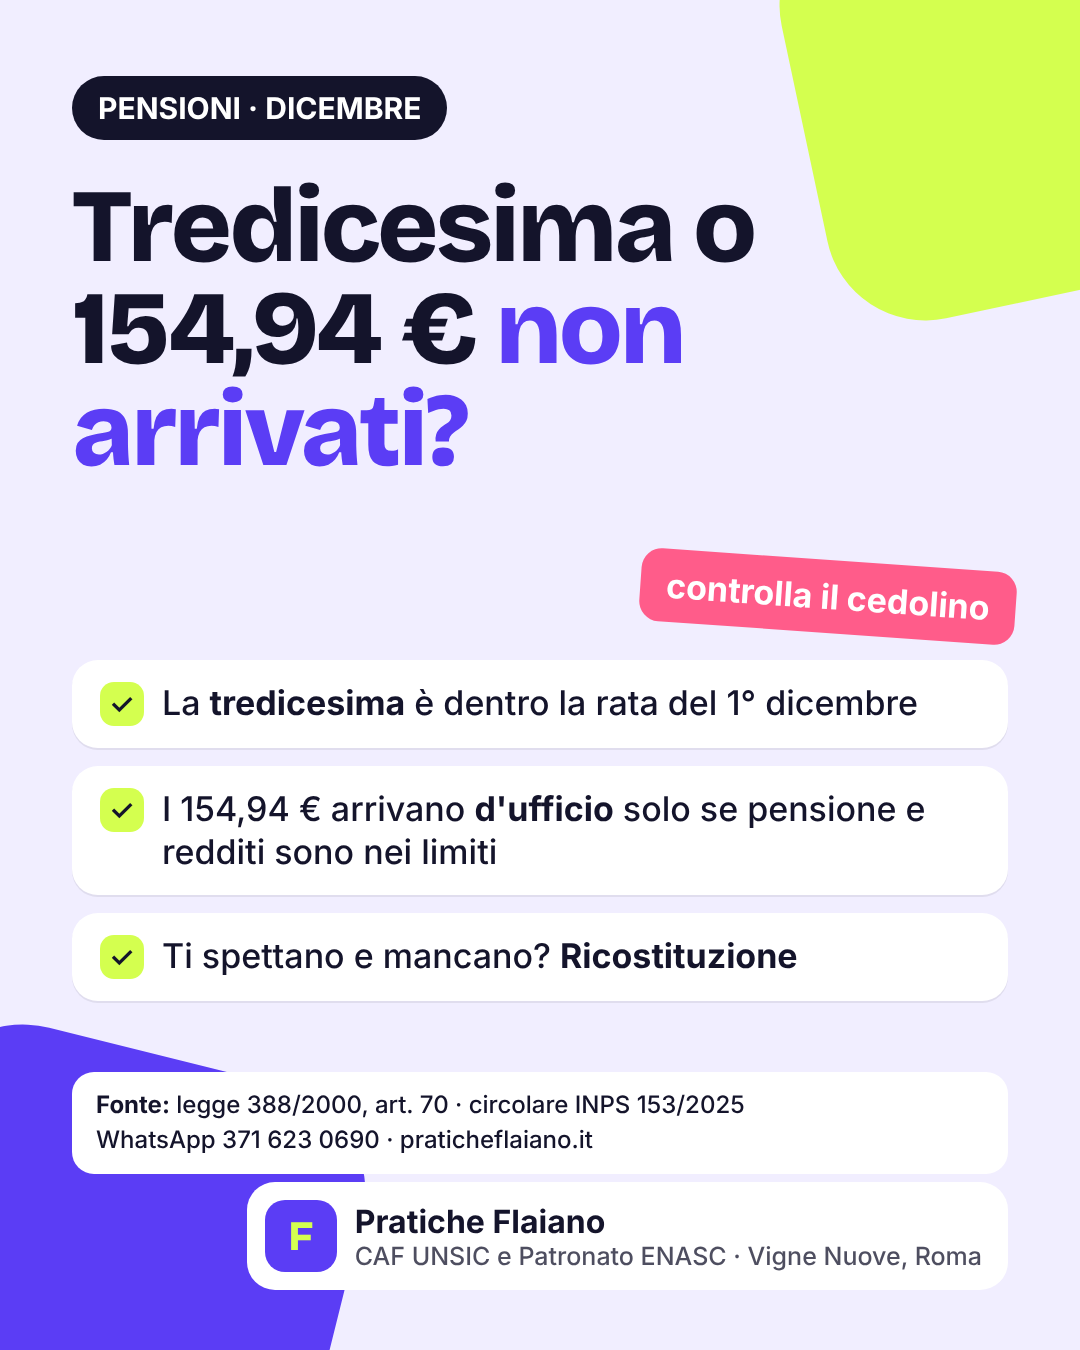 PENSIONI · DICEMBRE
Tredicesima o
154,94 € non
arrivati?
controlla il cedolino
La tredicesima è dentro la rata del 1° dicembre
I 154,94 € arrivano d'ufficio solo se pensione e
redditi sono nei limiti
Ti spettano e mancano? Ricostituzione
Fonte: legge 388/2000, art. 70 · circolare INPS 153/2025
WhatsApp 371 623 0690 · praticheflaiano.it
F
Pratiche Flaiano
CAF UNSIC e Patronato ENASC · Vigne Nuove, Roma